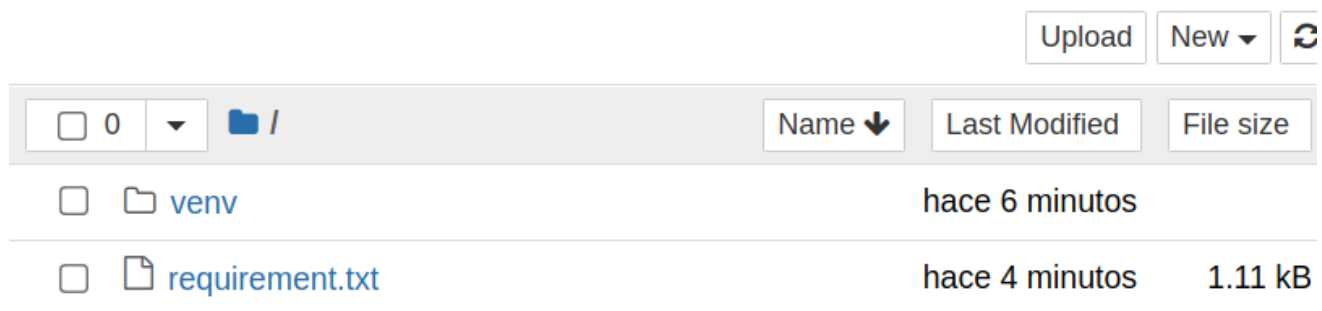 Upload New
0 / Name Last Modified File size
venv hace 6 minutos
requirement.txt hace 4 minutos 1.11 kB